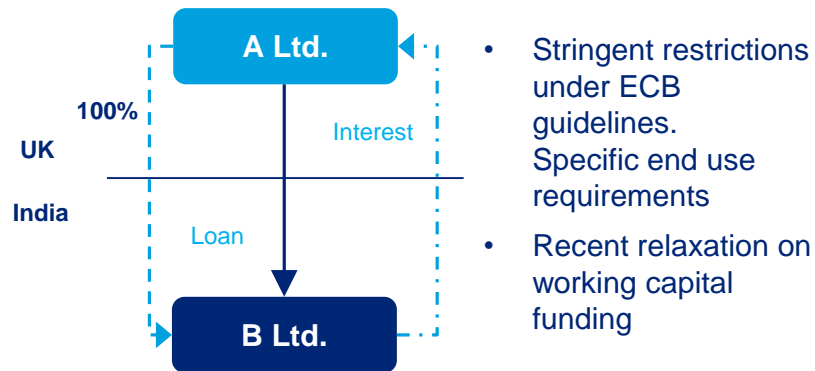 A Ltd.
100%
Interest
UK
India
Loan
B Ltd.
• Stringent restrictions
under ECB
guidelines.
Specific end use
requirements
• Recent relaxation on
working capital
funding